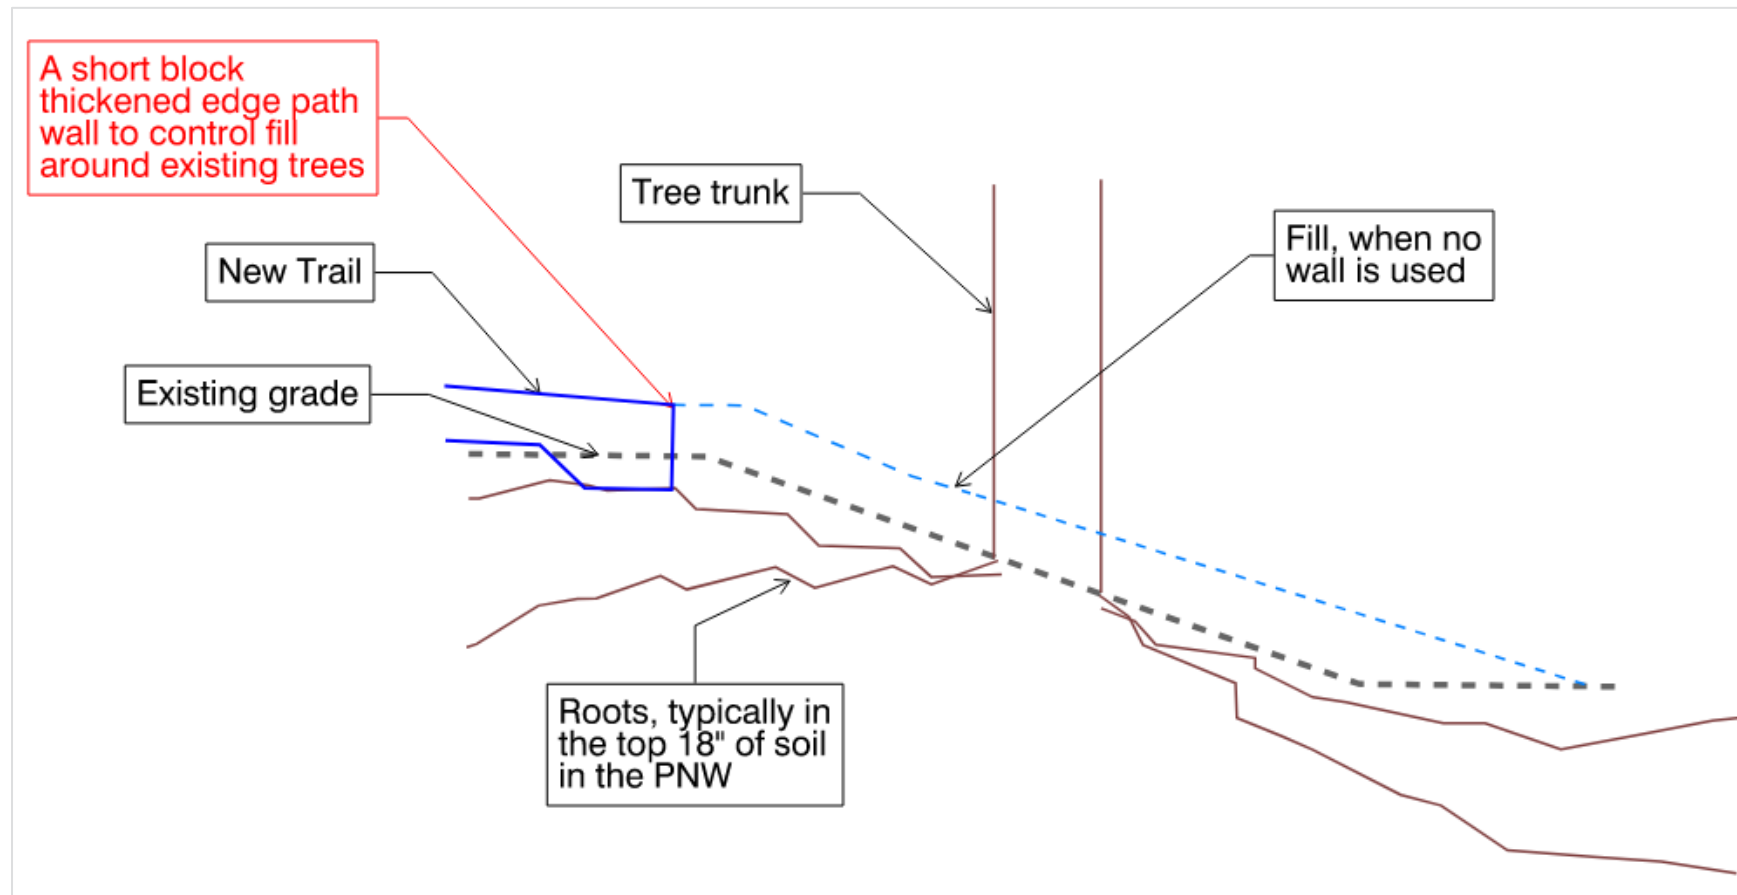 A short block
thickened edge path
wall to control fill
around existing trees
Tree trunk
Fill, when no
wall is used
New Trail
Existing grade
Roots, typically in
the top 18" of soil
in the PNW